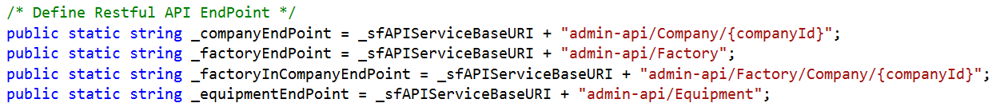 /* Define Restful API EndPoint */
public static string _companyEndPoint = _sfAPIServiceBaseURI + "admin-api/Company/{companyId}";
public static string _factoryEndPoint = _sfAPIServiceBaseURI + "admin-api/Factory";
public static string _factoryInCompanyEndPoint = _sfAPIServiceBaseURI + "admin-api/Factory/Company/{companyId}";
public static string _equipmentEndPoint = _sfAPIServiceBaseURI + "admin-api/Equipment";